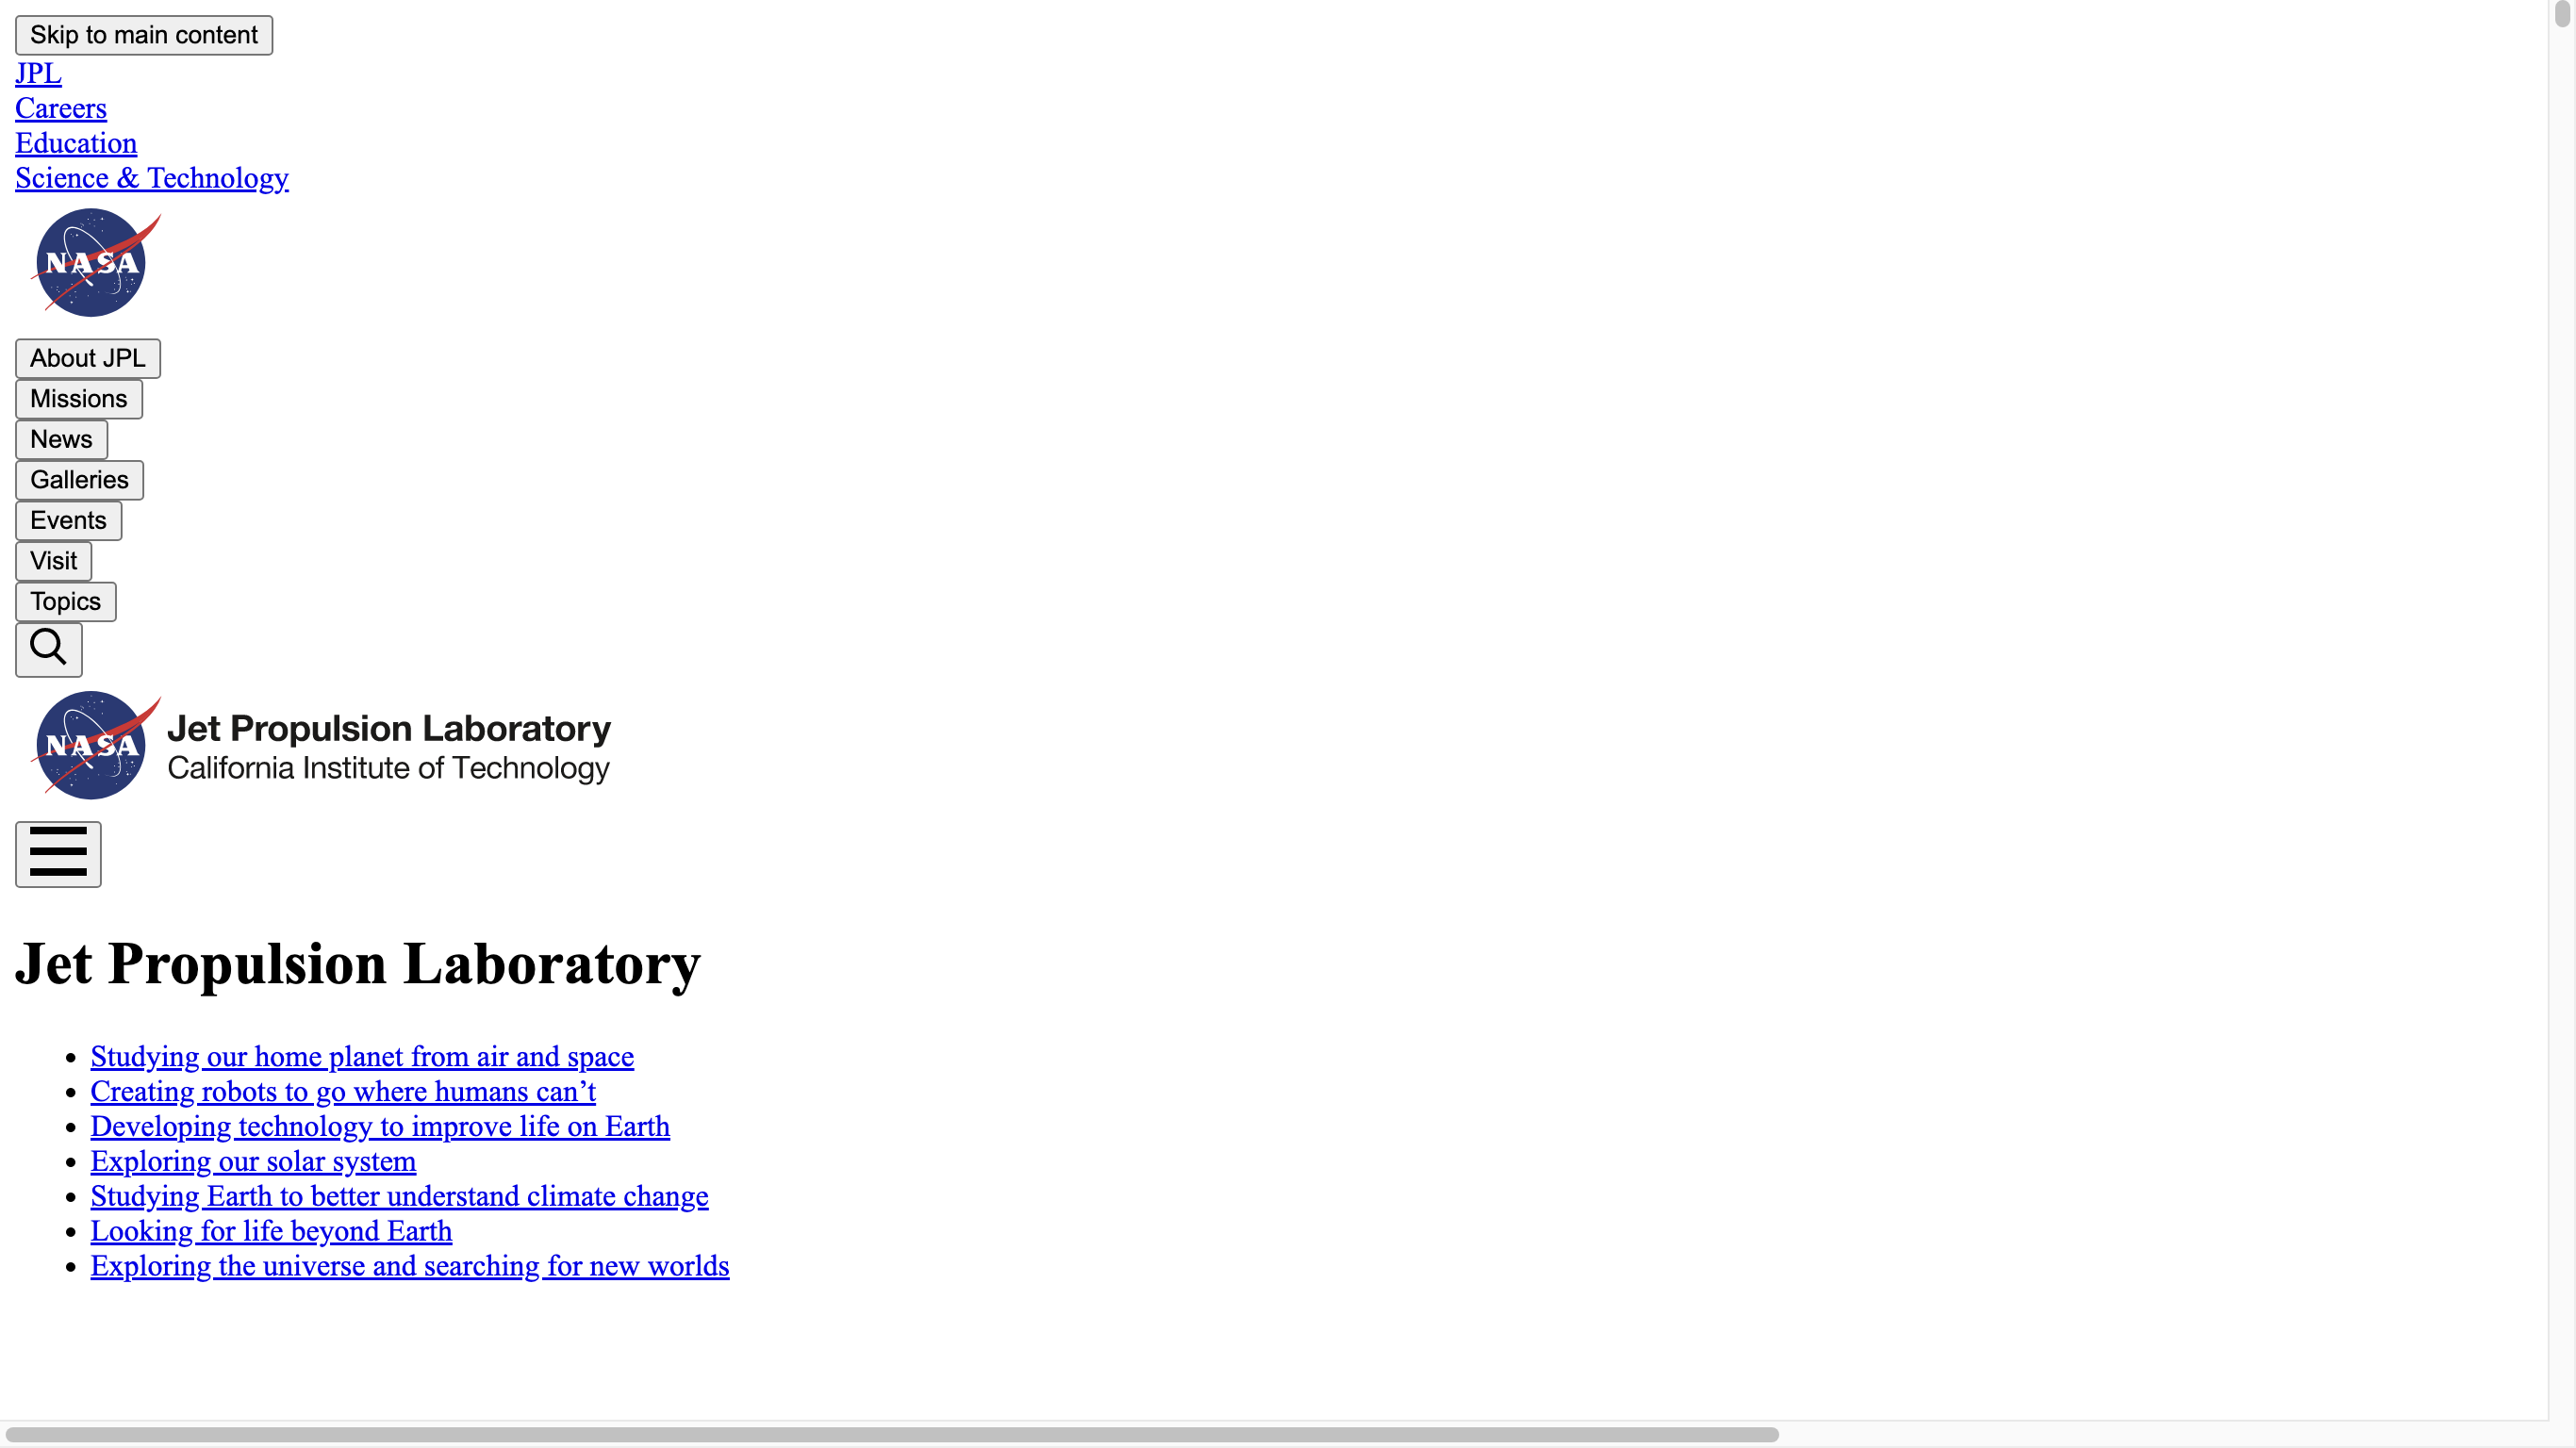 Skip to main content
JPL
Careers
Education
Science & Technology
NASA
About JPL
Missions
News
Galleries
Events
Visit
Topics
NASA
Jet Propulsion Laboratory
California Institute of Technology
Jet Propulsion Laboratory
Studying our home planet from air and space
Creating robots to go where humans can’t
Developing technology to improve life on Earth
Exploring our solar system
Studying Earth to better understand climate change
Looking for life beyond Earth
Exploring the universe and searching for new worlds